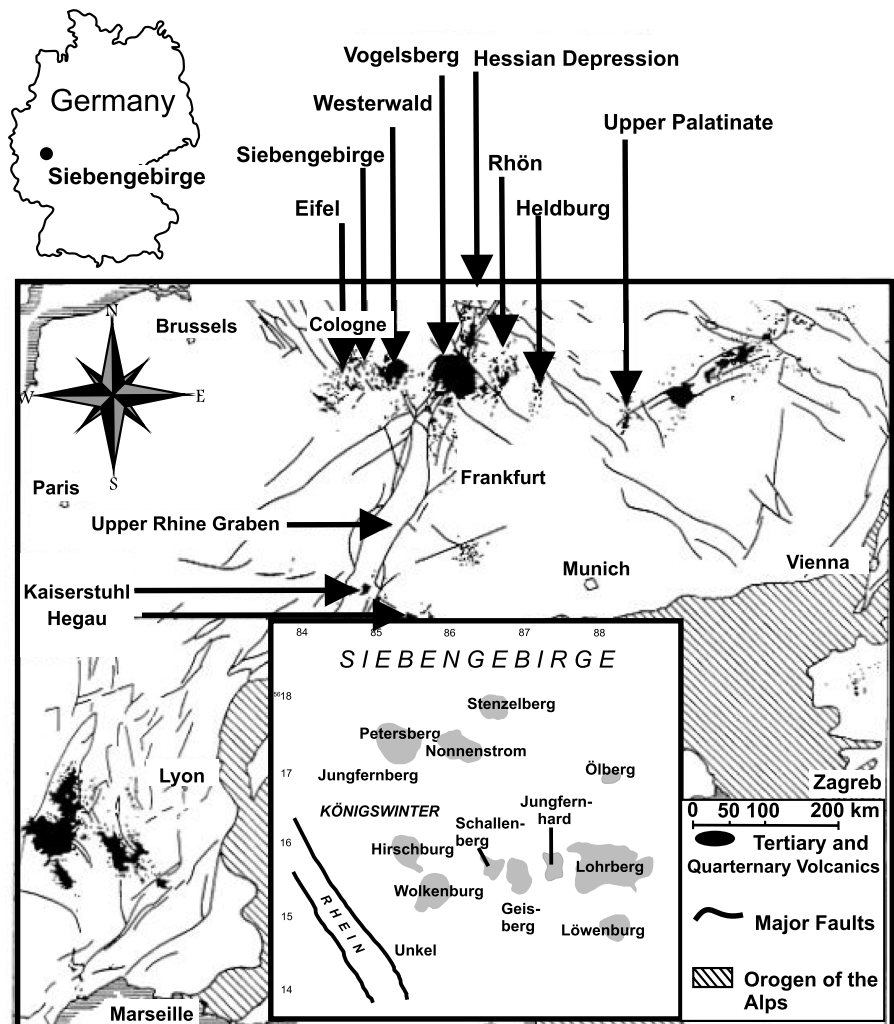 Germany
Siebengebirge
Vogelsberg
Hessian Depression
Westerwald
Upper Palatinate
Siebengebirge
Rhön
Eifel
Heldburg
N
Brussels
Cologne
W
E
S
Paris
Frankfurt
Upper Rhine Graben
Munich
Vienna
Kaiserstuhl
Hegau
84
85
86
87
88
SIEBENGEBIRGE
5618
Stenzelberg
Petersberg
Nonnenstrom
17
Jungfernberg
Ölberg
Lyon
Zagreb
KÖNIGSWINTER
Jungfern-
hard
Schallen-
berg
16
Hirschburg
Lohrberg
Wolkenburg
Geis-
berg
15
RHEIN
Löwenburg
Unkel
14
Marseille
0 50 100 200 km
Tertiary and
Quarternary Volcanics
Major Faults
Orogen of the
Alps